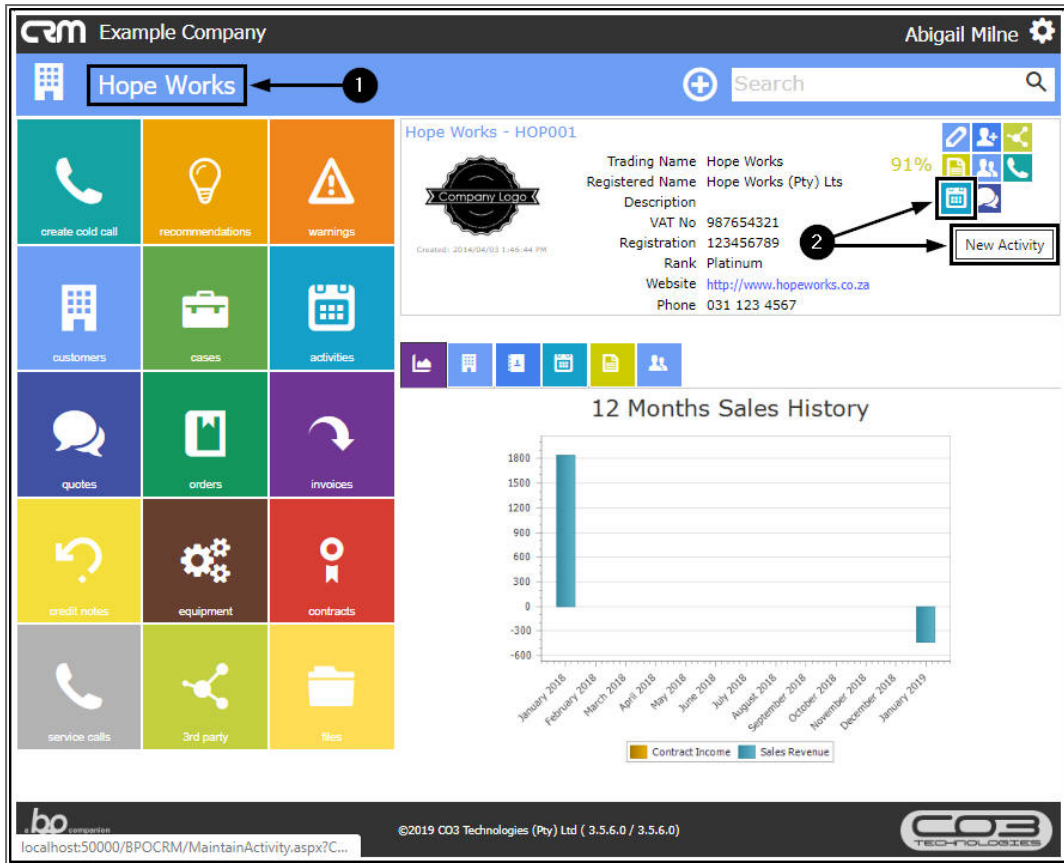 CRM Example Company
Abigail Milne
Hope Works
1
Search
create cold call
recommendations
warnings
customers
cases
activities
quotes
orders
invoices
credit notes
equipment
contracts
service calls
3rd party
files
Hope Works - HOP001
Company Logo
Created: 2014/04/03 1:46:44 PM
Trading Name Hope Works
Registered Name Hope Works (Pty) Lts
Description
VAT No 987654321
Registration 123456789
Rank Platinum
Website http://www.hopeworks.co.za
Phone 031 123 4567
91%
2
New Activity
12 Months Sales History
1800
1500
1200
900
600
300
0
-300
-600
January 2018
February 2018
March 2018
April 2018
May 2018
June 2018
July 2018
August 2018
September 2018
October 2018
November 2018
December 2018
January 2019
Contract Income Sales Revenue
a bp companion
localhost:50000/BPOCRM/MaintainActivity.aspx?C...
©2019 CO3 Technologies (Pty) Ltd ( 3.5.6.0 / 3.5.6.0)
CO3
TECHNOLOGIES